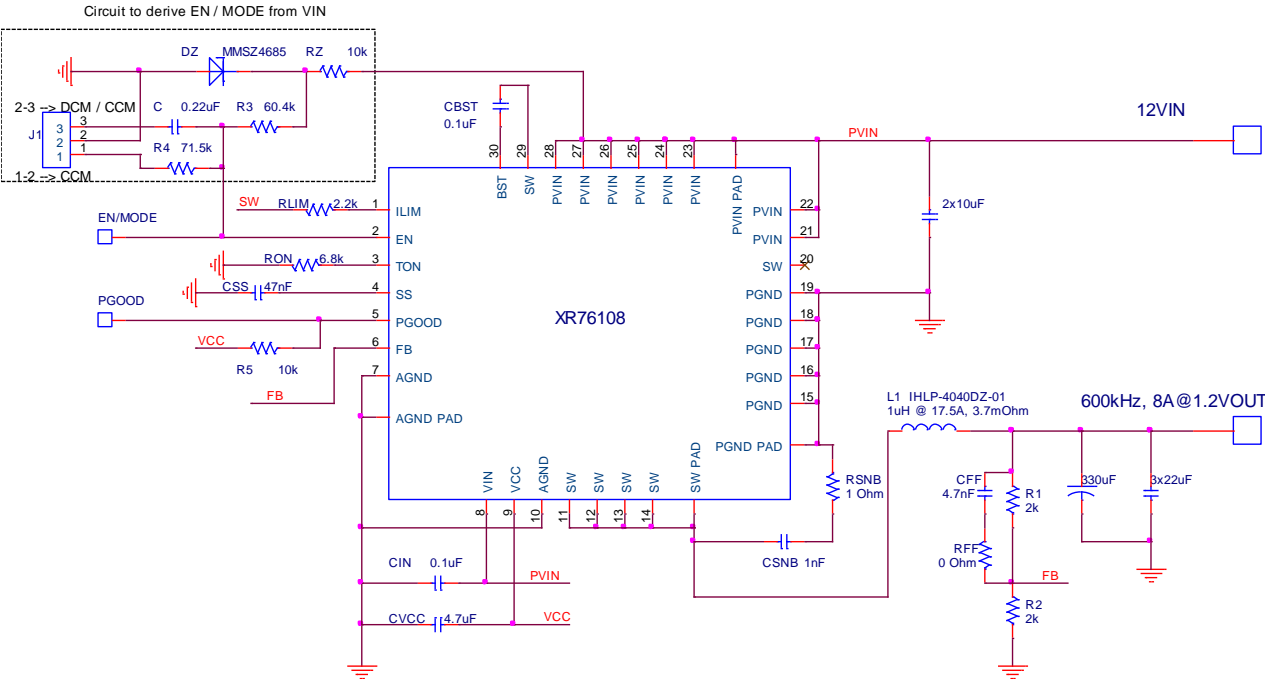 Circuit to derive EN / MODE from VIN
DZ MMSZ4685 RZ 10k
2-3 --> DCM / CCM
C 0.22uF R3 60.4k
J1 3 2 1
3
2
1
R4 71.5k
1-2 --> CCM
CBST
0.1uF
12VIN
PVIN
30 29 28 27 26 25 24 23
BST SW PVIN PVIN PVIN PVIN PVIN PVIN PVIN PAD
SW RLIM 2.2k 1 ILIM
EN/MODE 2 EN
RON 6.8k 3 TON
CSS 47nF 4 SS
PGOOD 5 PGOOD
VCC R5 10k
FB 6 FB
7 AGND
AGND PAD
XR76108
PVIN 22
PVIN 21
SW 20
PGND 19
PGND 18
PGND 17
PGND 16
PGND 15
PGND PAD
2x10uF
L1 IHLP-4040DZ-01
1uH @ 17.5A, 3.7mOhm
600kHz, 8A@1.2VOUT
VIN VCC AGND SW SW SW SW SW PAD
8 9 10 11 12 13 14
RSNB
1 Ohm
CSNB 1nF
CIN 0.1uF PVIN
CVCC 4.7uF VCC
CFF
4.7nF
R1
2k
330uF
3x22uF
RFF
0 Ohm
FB
R2
2k